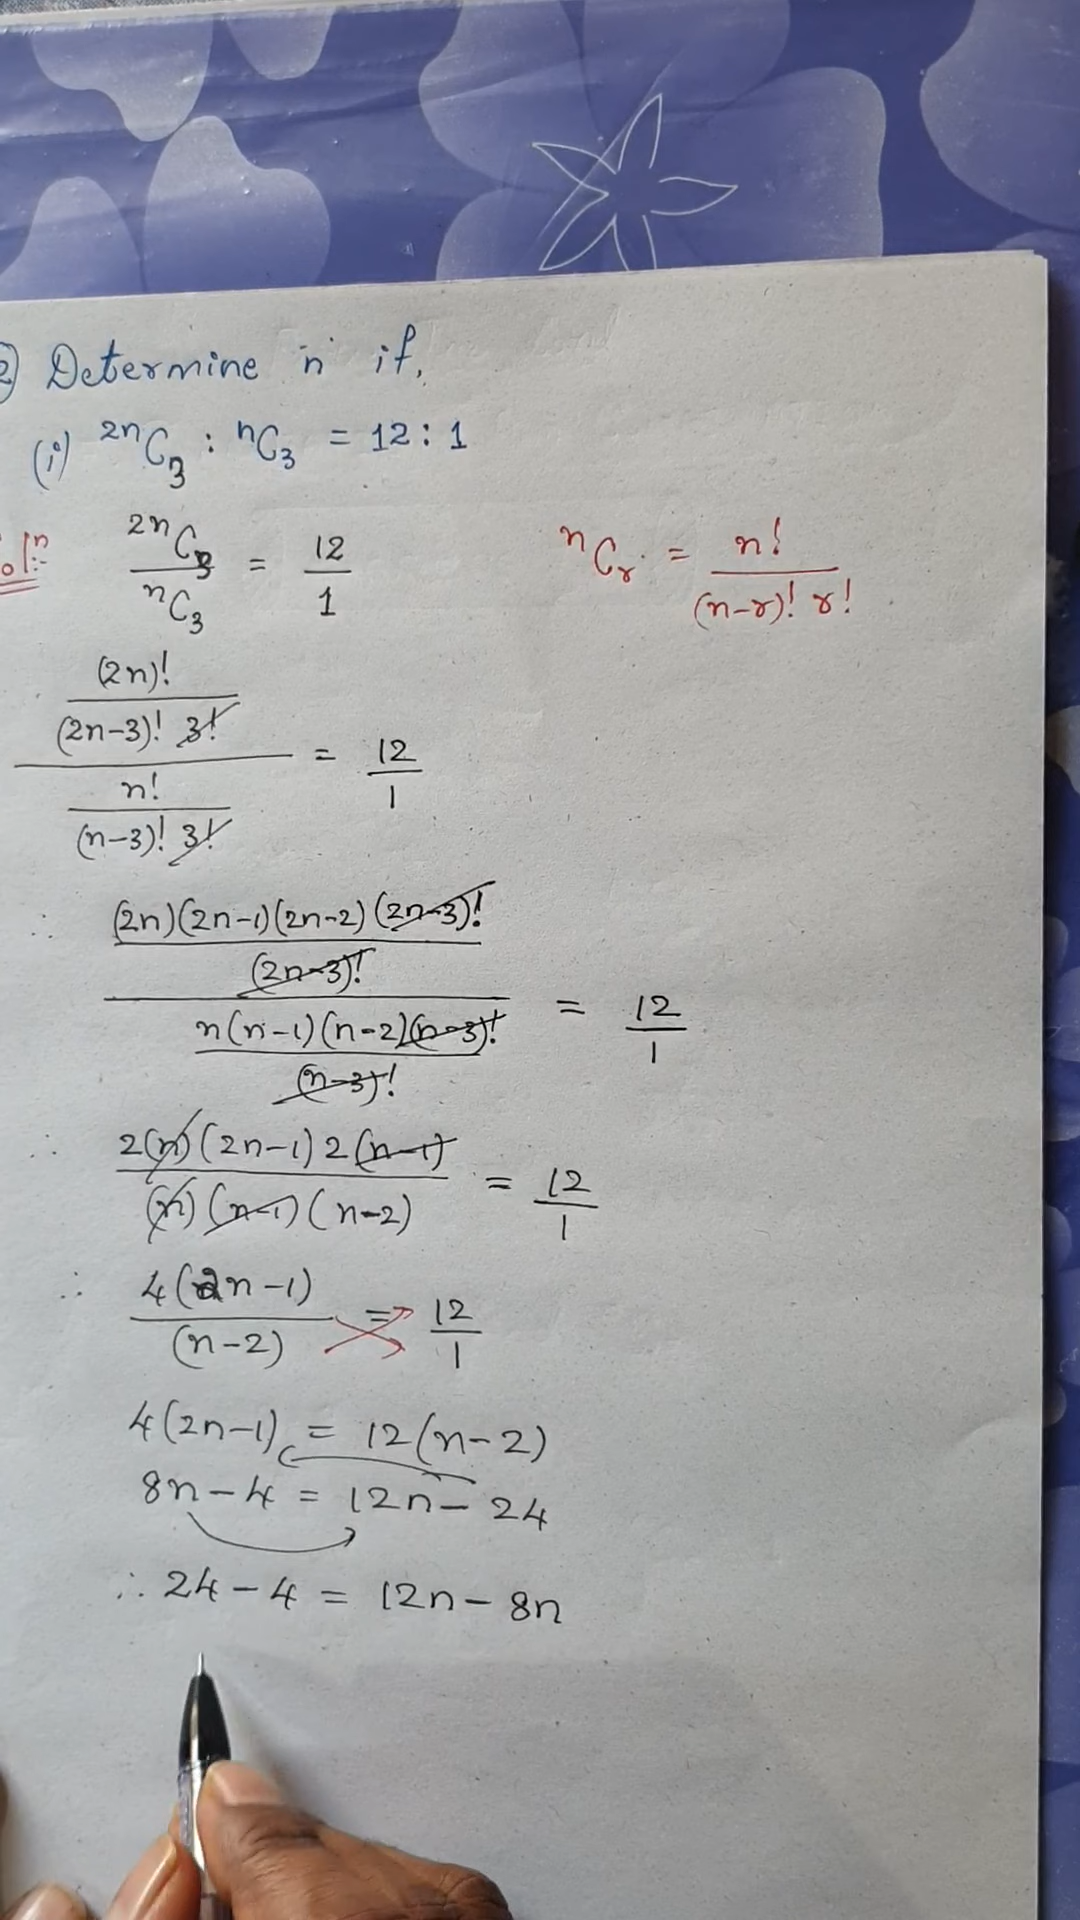 2) Determine 'n' if,
(i) ²ⁿC₃ : ⁿC₃ = 12 : 1
olⁿ:- ²ⁿC₃ / ⁿC₃ = 12 / 1
ⁿCᵣ = n! / (n-r)! r!
(2n)! / (2n-3)! 3! / n! / (n-3)! 3! = 12 / 1
∴ (2n)(2n-1)(2n-2)(2n-3)! / (2n-3)! / n(n-1)(n-2)(n-3)! / (n-3)! = 12 / 1
∴ 2(n)(2n-1)2(n-1) / (n)(n-1)(n-2) = 12 / 1
∴ 4(2n-1) / (n-2) = 12 / 1
4(2n-1) = 12(n-2)
8n-4 = 12n-24
∴ 24-4 = 12n-8n